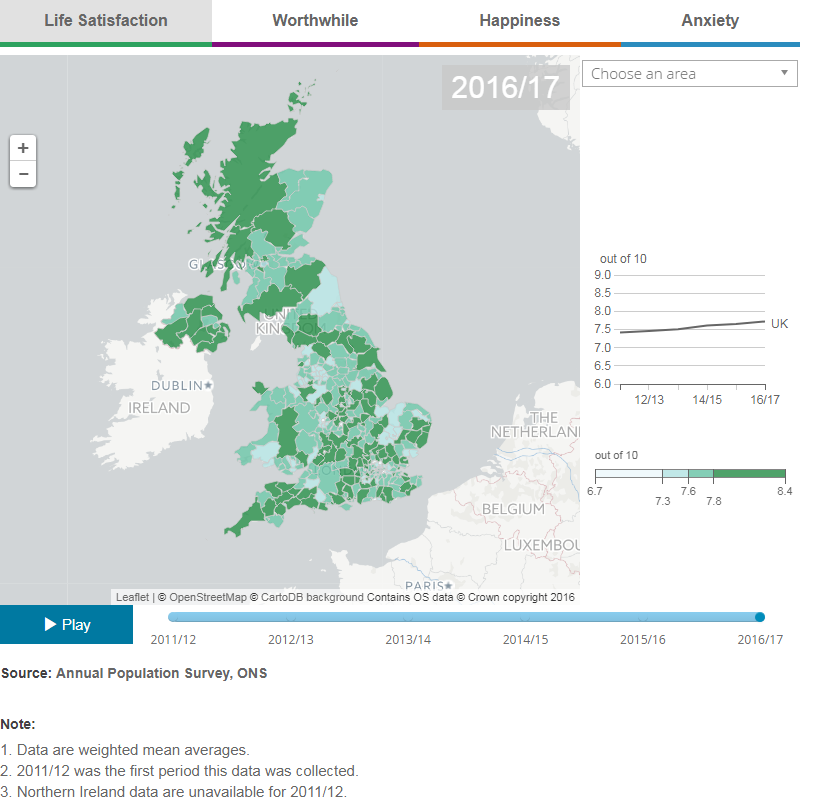 Life Satisfaction Worthwhile Happiness Anxiety
2016/17
Choose an area
+
−
DUBLIN
IRELAND
THE
NETHERLAN
BELGIUM
LUXEMBOU
PARIS
out of 10
9.0
8.5
8.0
7.5
7.0
6.5
6.0
UK
12/13 14/15 16/17
out of 10
6.7 7.6 8.4
7.3 7.8
Leaflet | © OpenStreetMap © CartoDB background Contains OS data © Crown copyright 2016
Play
2011/12 2012/13 2013/14 2014/15 2015/16 2016/17
Source: Annual Population Survey, ONS
Note:
1. Data are weighted mean averages.
2. 2011/12 was the first period this data was collected.
3. Northern Ireland data are unavailable for 2011/12.